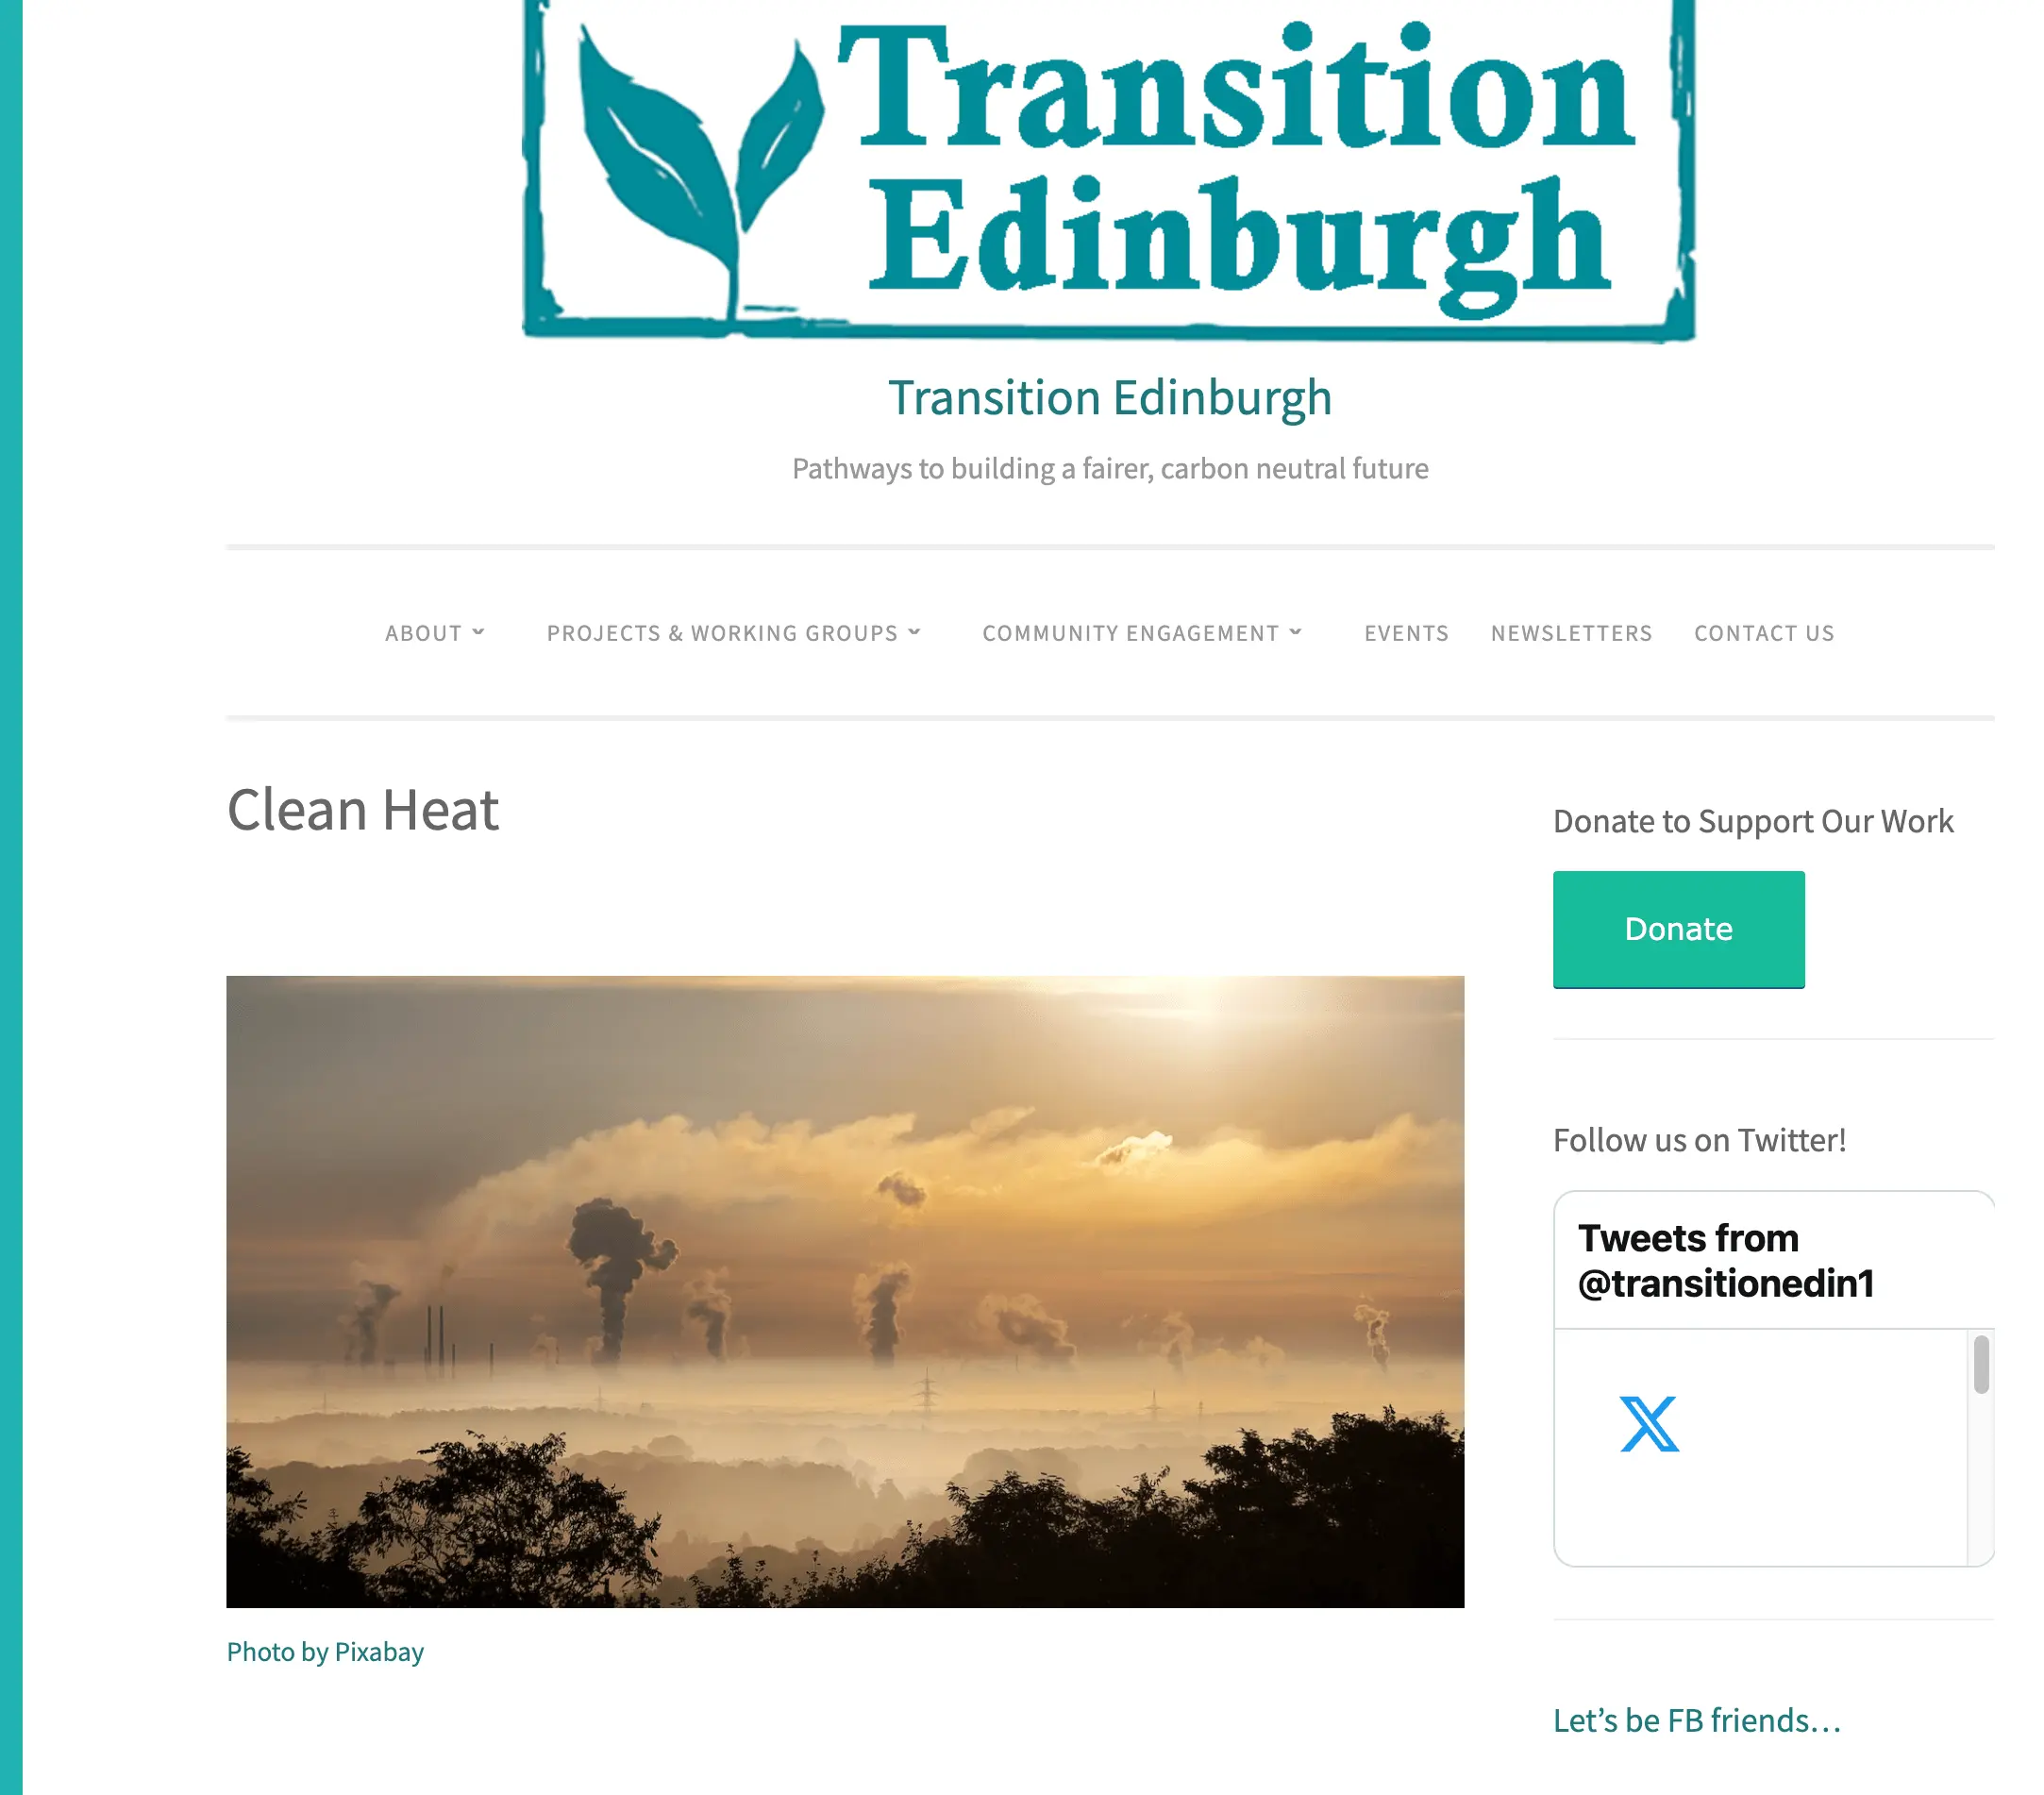 Transition
Edinburgh
Transition Edinburgh
Pathways to building a fairer, carbon neutral future
ABOUT
PROJECTS & WORKING GROUPS
COMMUNITY ENGAGEMENT
EVENTS
NEWSLETTERS
CONTACT US
Clean Heat
Photo by Pixabay
Donate to Support Our Work
Donate
Follow us on Twitter!
Tweets from
@transitionedin1
Let’s be FB friends…